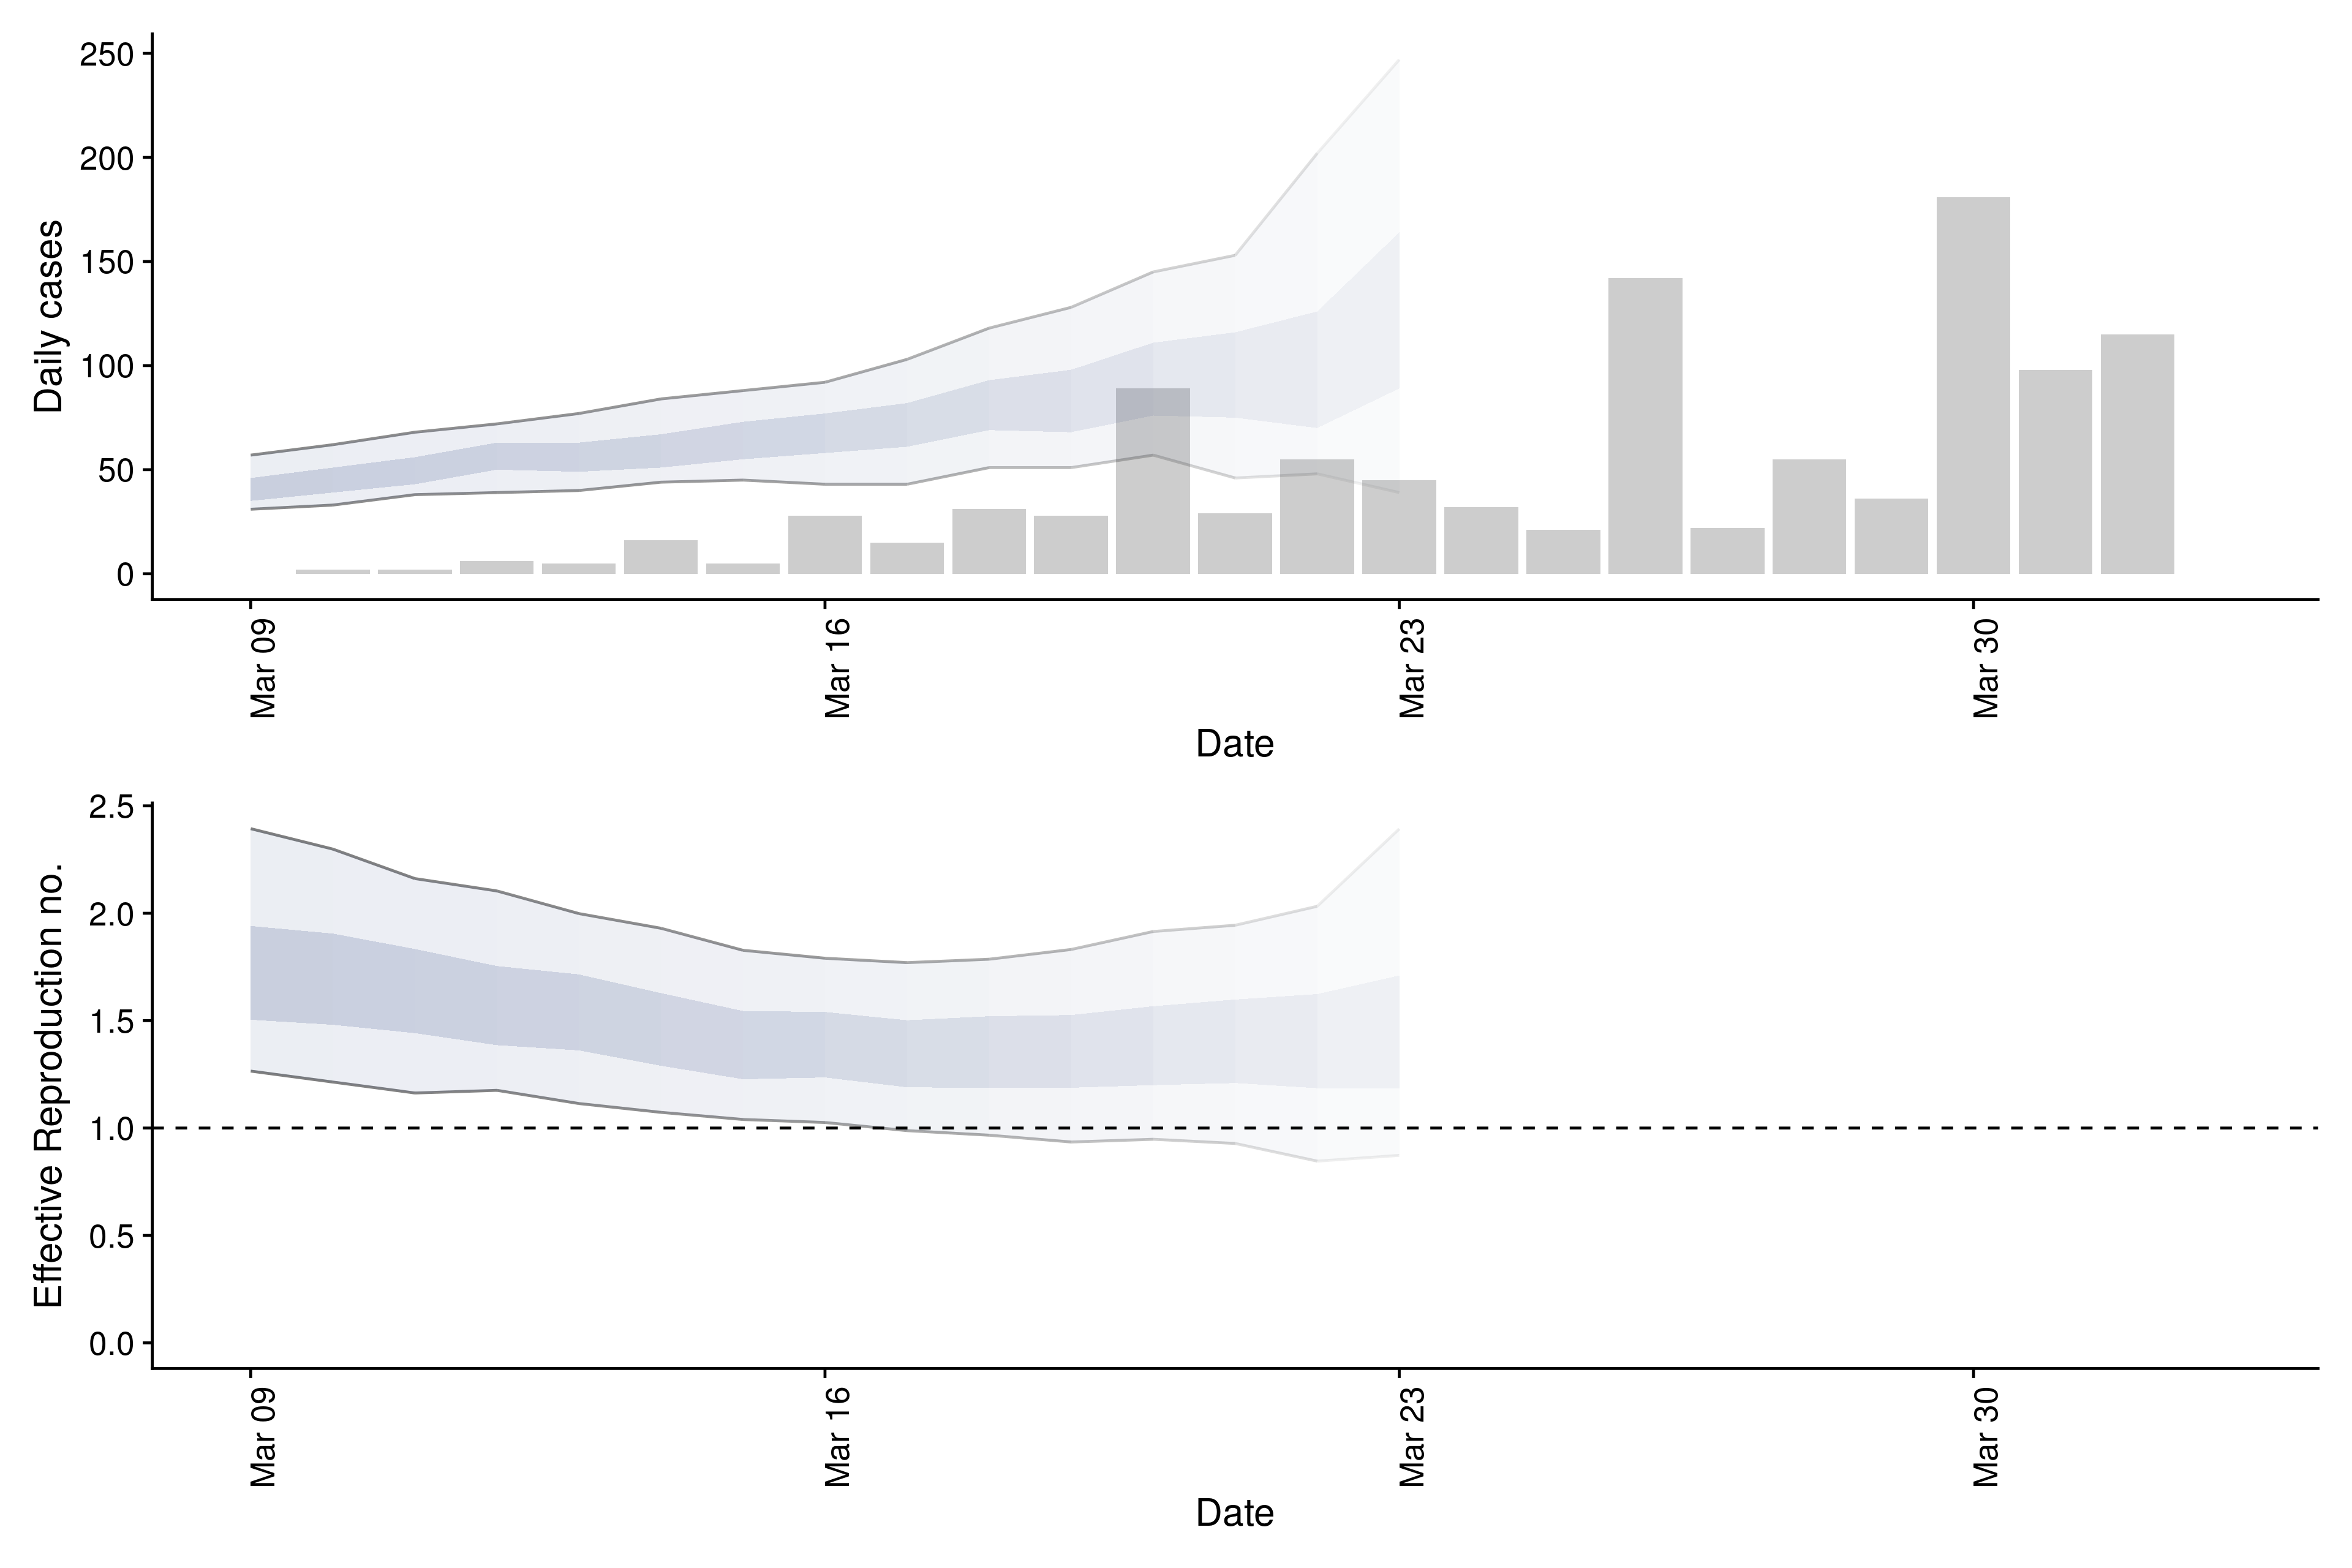 250
200
150
100
50
0
Daily cases
Mar 09
Mar 16
Mar 23
Mar 30
Date
2.5
2.0
1.5
1.0
0.5
0.0
Effective Reproduction no.
Mar 09
Mar 16
Mar 23
Mar 30
Date